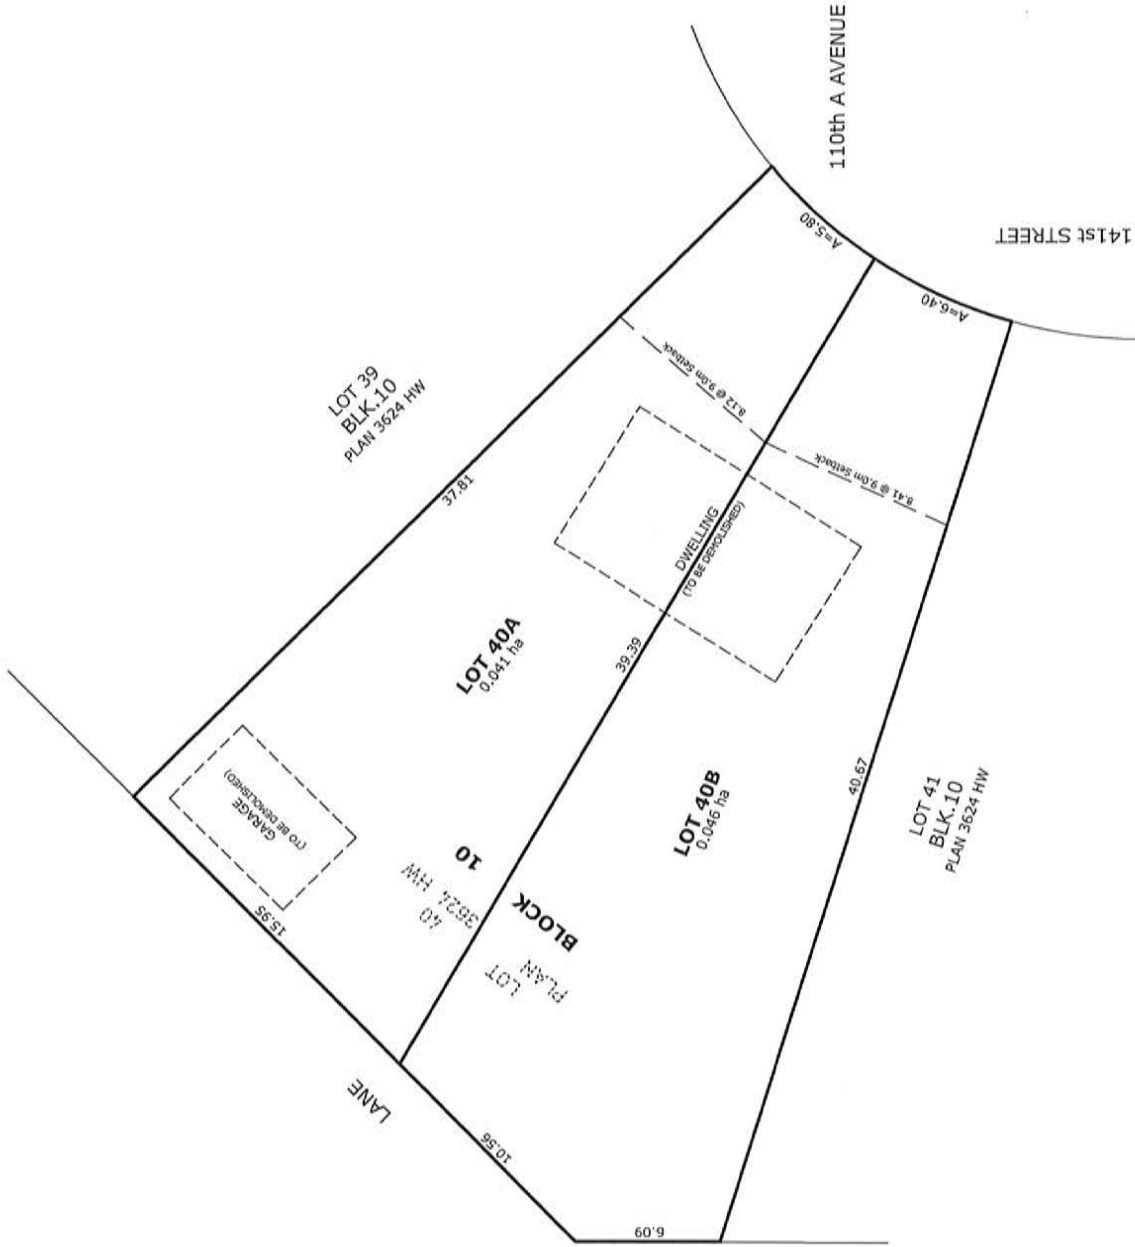 110th A AVENUE
141st STREET
A=5.80
A=6.40
LOT 39
BLK.10
PLAN 3624 HW
37.81
8.12 @ 9.0m Setback
9.41 @ 9.0m Setback
DWELLING
(TO BE DEMOLISHED)
LOT 40A
0.041 ha
39.39
GARAGE
(TO BE DEMOLISHED)
LOT 40B
0.046 ha
40.67
LOT 41
BLK.10
PLAN 3624 HW
LOT 40
PLAN 3624 HW
BLOCK 10
15.95
LANE
10.56
6.09